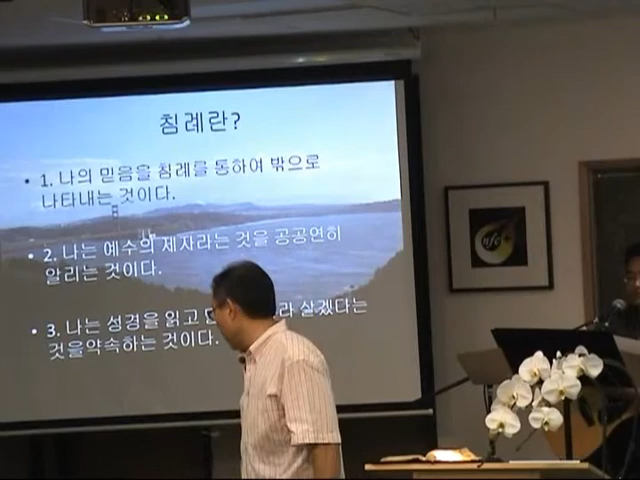 침례란?
• 1. 나의 믿음을 침례를 통하여 밖으로
나타내는 것이다.
• 2. 나는 예수의 제자라는 것을 공공연히
알리는 것이다.
• 3. 나는 성경을 읽고 살겠다는
것을약속하는 것이다.
nfc